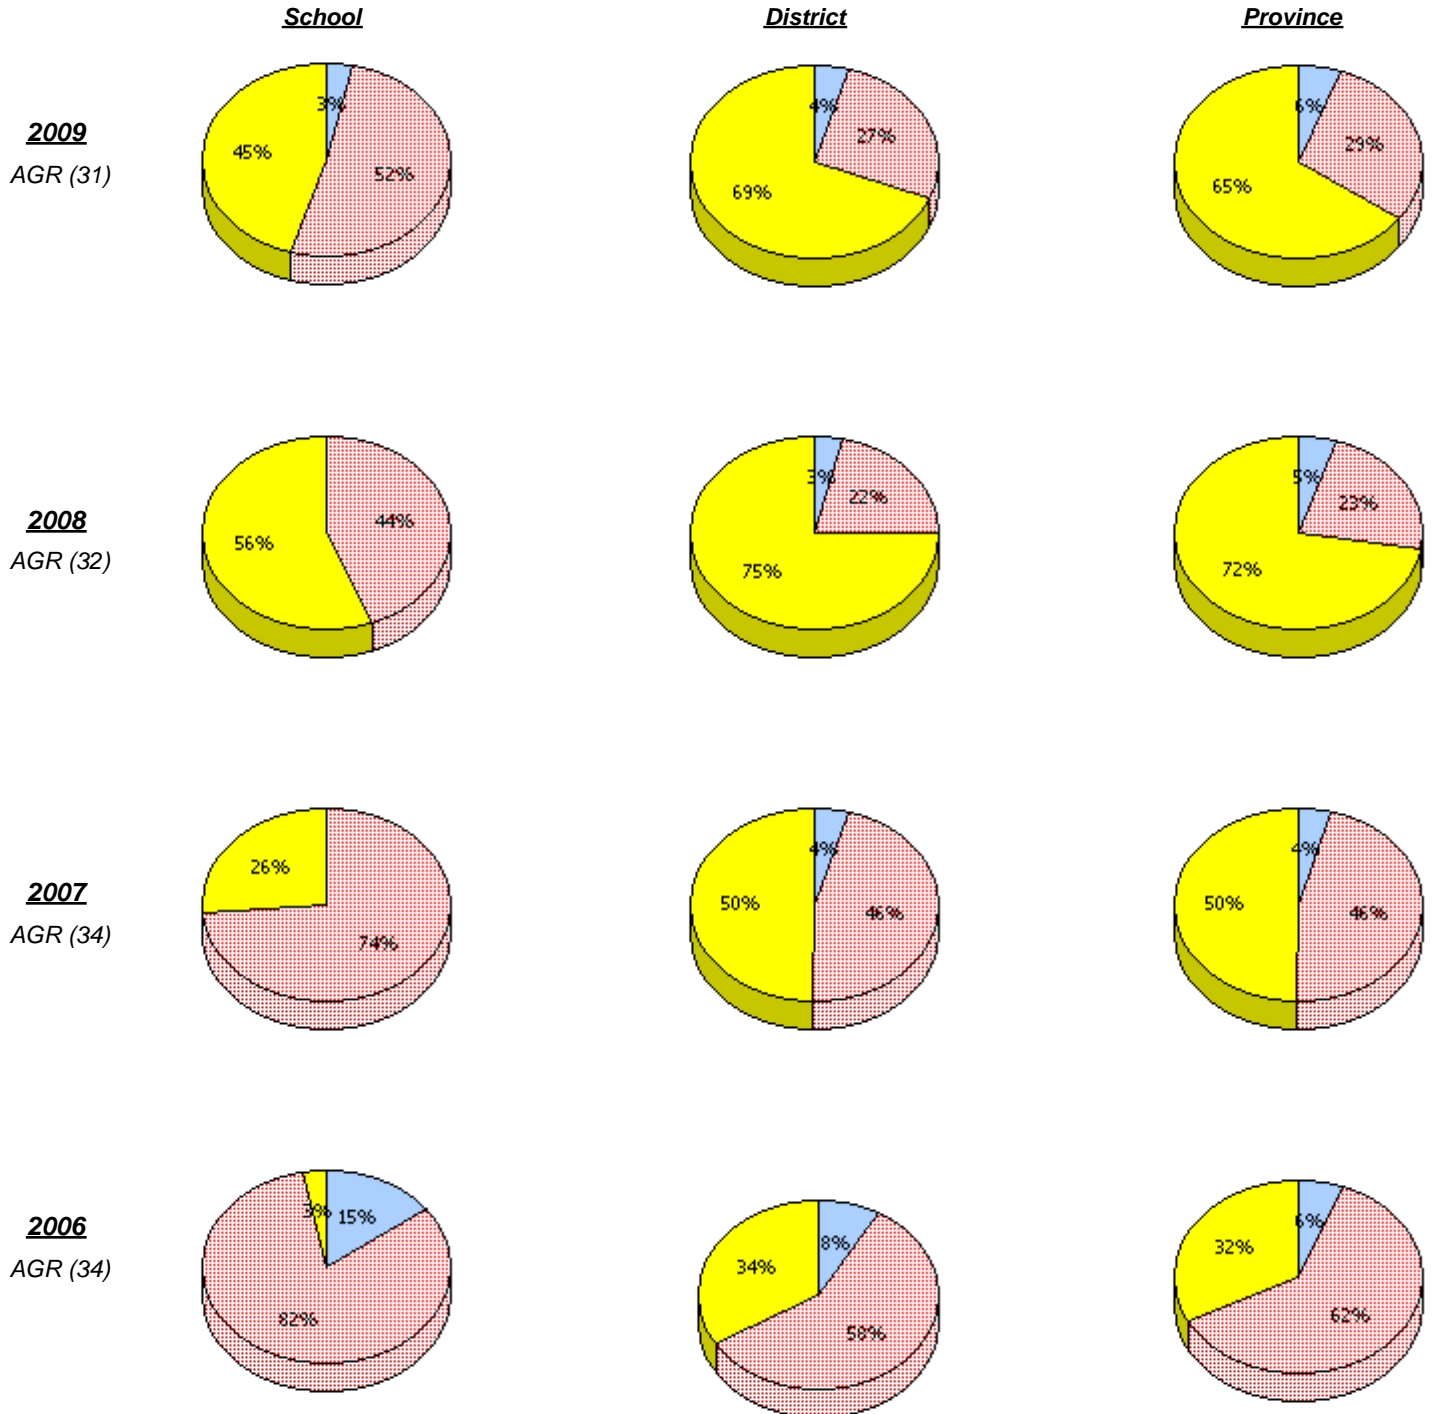 School District Province
3% 4% 6%
2009 45% 52% 27% 69% 29% 65%
AGR (31)
3% 5%
2008 56% 44% 22% 75% 23% 72%
AGR (32)
26% 4% 4%
2007 74% 50% 46% 50% 46%
AGR (34)
3% 15% 8% 6%
2006 34% 32%
AGR (34)
82% 58% 62%